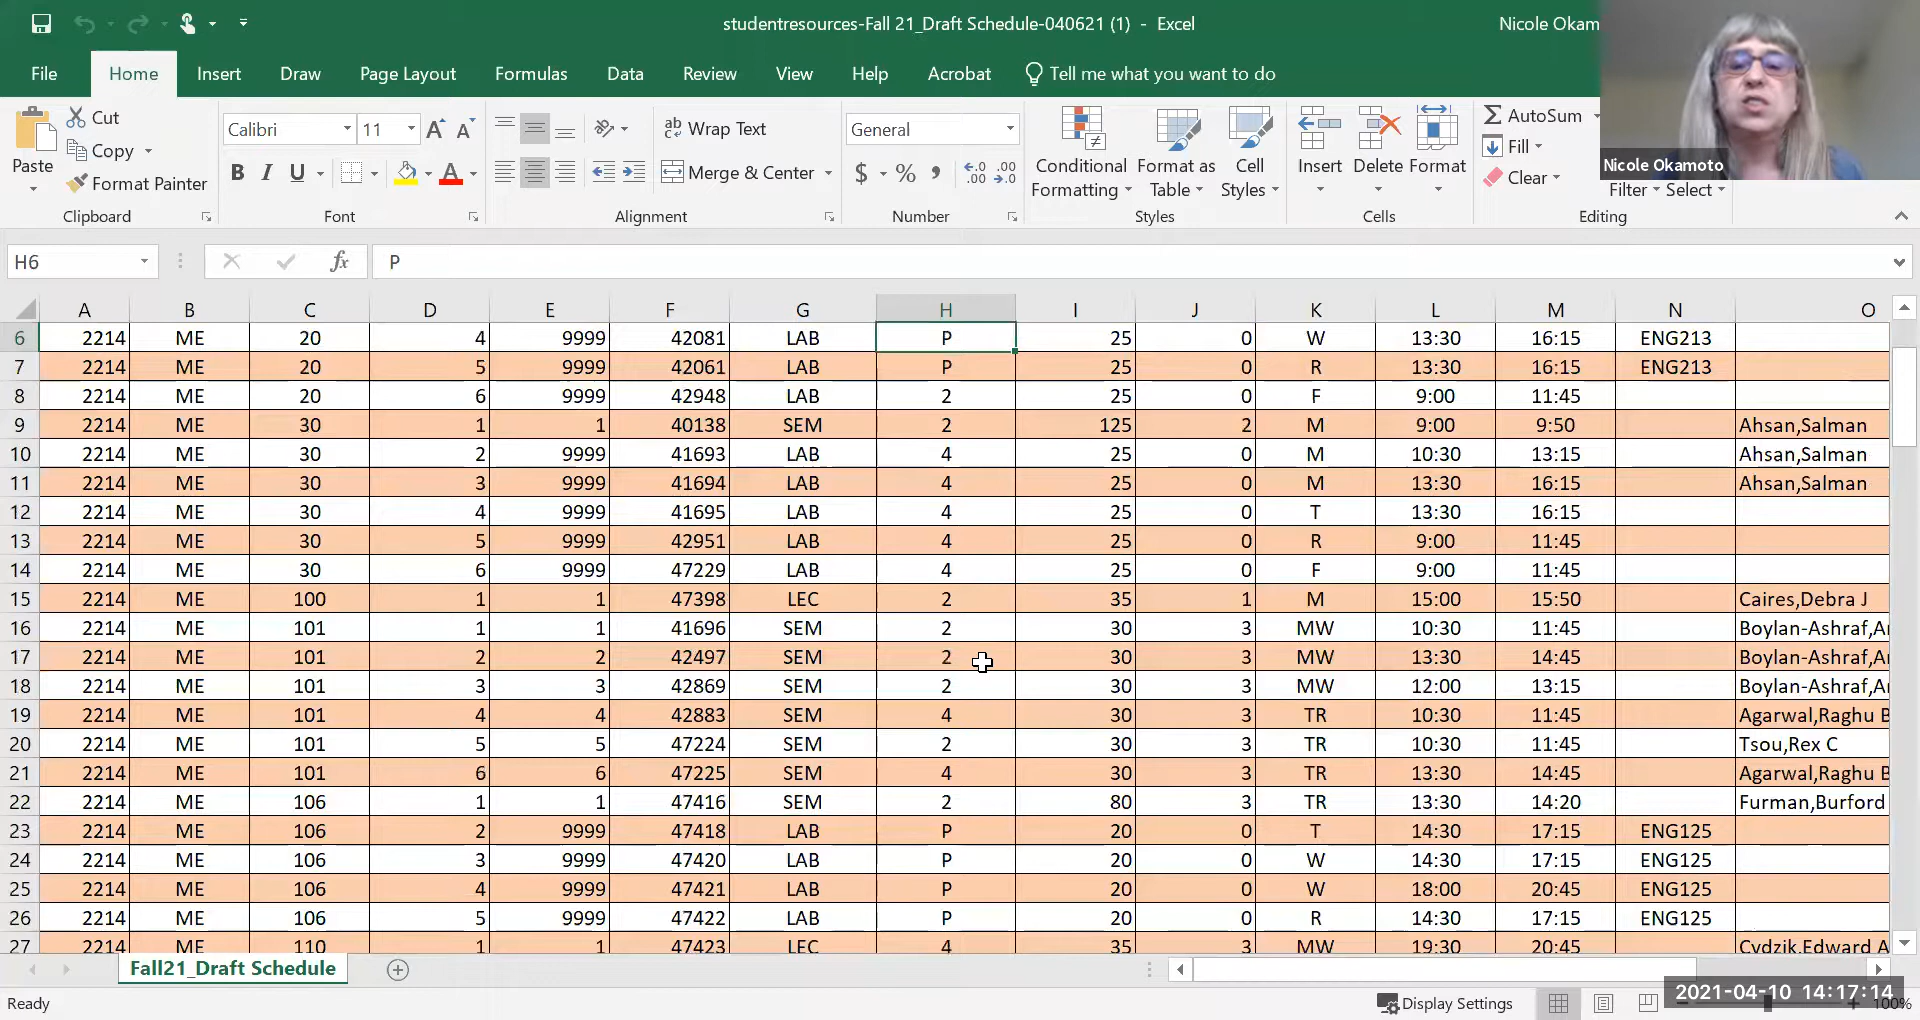 studentresources-Fall 21_Draft Schedule-040621 (1) - Excel
Nicole Okam
File Home Insert Draw Page Layout Formulas Data Review View Help Acrobat Tell me what you want to do
Cut
Copy
Format Painter
Paste
Clipboard
Calibri 11
B I U
Font
Wrap Text
Merge & Center
Alignment
General
$ % ,
Number
Conditional Formatting
Format as Table
Cell Styles
Styles
Insert Delete Format
Cells
AutoSum
Fill
Clear
Filter Select
Editing
Nicole Okamoto
H6 fx P
A B C D E F G H I J K L M N O
6 2214 ME 20 4 9999 42081 LAB P 25 0 W 13:30 16:15 ENG213
7 2214 ME 20 5 9999 42061 LAB P 25 0 R 13:30 16:15 ENG213
8 2214 ME 20 6 9999 42948 LAB 2 25 0 F 9:00 11:45
9 2214 ME 30 1 1 40138 SEM 2 125 2 M 9:00 9:50 Ahsan,Salman
10 2214 ME 30 2 9999 41693 LAB 4 25 0 M 10:30 13:15 Ahsan,Salman
11 2214 ME 30 3 9999 41694 LAB 4 25 0 M 13:30 16:15 Ahsan,Salman
12 2214 ME 30 4 9999 41695 LAB 4 25 0 T 13:30 16:15
13 2214 ME 30 5 9999 42951 LAB 4 25 0 R 9:00 11:45
14 2214 ME 30 6 9999 47229 LAB 4 25 0 F 9:00 11:45
15 2214 ME 100 1 1 47398 LEC 2 35 1 M 15:00 15:50 Caires,Debra J
16 2214 ME 101 1 1 41696 SEM 2 30 3 MW 10:30 11:45 Boylan-Ashraf,A
17 2214 ME 101 2 2 42497 SEM 2 30 3 MW 13:30 14:45 Boylan-Ashraf,A
18 2214 ME 101 3 3 42869 SEM 2 30 3 MW 12:00 13:15 Boylan-Ashraf,A
19 2214 ME 101 4 4 42883 SEM 4 30 3 TR 10:30 11:45 Agarwal,Raghu B
20 2214 ME 101 5 5 47224 SEM 2 30 3 TR 10:30 11:45 Tsou,Rex C
21 2214 ME 101 6 6 47225 SEM 4 30 3 TR 13:30 14:45 Agarwal,Raghu B
22 2214 ME 106 1 1 47416 SEM 2 80 3 TR 13:30 14:20 Furman,Burford
23 2214 ME 106 2 9999 47418 LAB P 20 0 T 14:30 17:15 ENG125
24 2214 ME 106 3 9999 47420 LAB P 20 0 W 14:30 17:15 ENG125
25 2214 ME 106 4 9999 47421 LAB P 20 0 W 18:00 20:45 ENG125
26 2214 ME 106 5 9999 47422 LAB P 20 0 R 14:30 17:15 ENG125
27 2214 ME 110 1 1 47423 LEC 4 35 3 MW 19:30 20:45 Cydzik,Edward A
Fall21_Draft Schedule
Ready
Display Settings
2021-04-10 14:17:14
100%